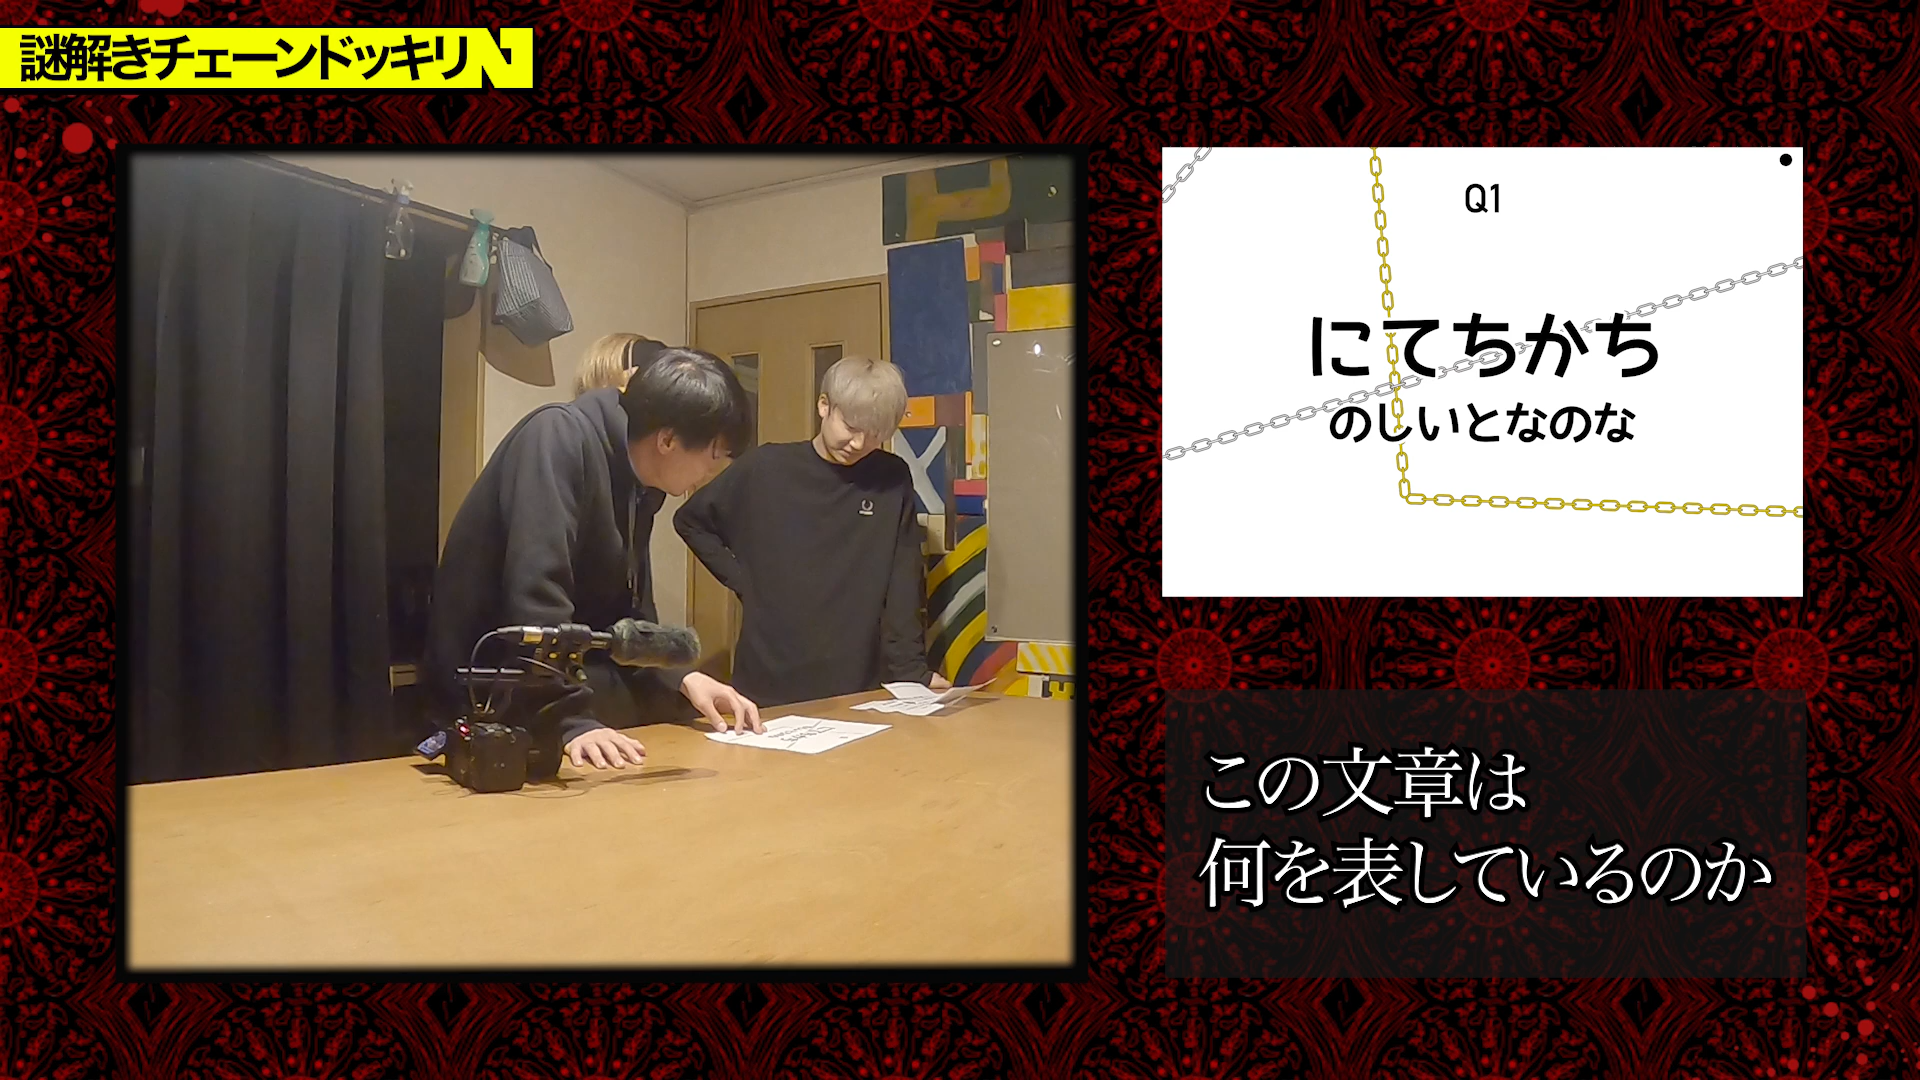 謎解きチェーンドッキリN
Q1
にてちかち
のしいとなのな
この文章は
何を表しているのか